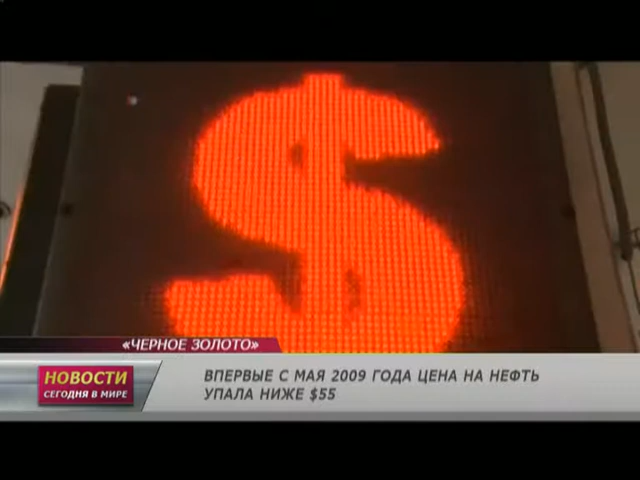 $
«ЧЕРНОЕ ЗОЛОТО»
НОВОСТИ
СЕГОДНЯ В МИРЕ
ВПЕРВЫЕ С МАЯ 2009 ГОДА ЦЕНА НА НЕФТЬ
УПАЛА НИЖЕ $55